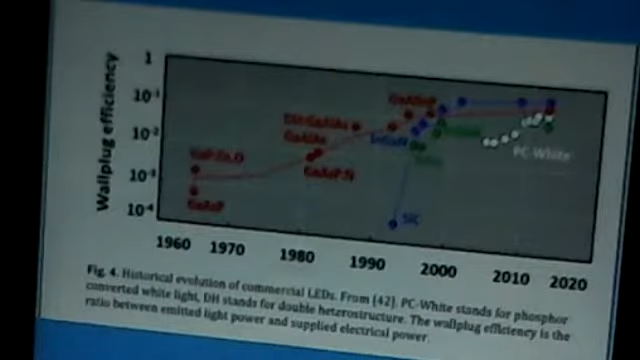 Wallplug efficiency
1
10-1
10-2
10-3
10-4
GaP:Zn,O
GaAsP
DH-GaAlAs
GaAlAs
GaAsP:N
InGaN
SiC
PC-White
1960 1970 1980 1990 2000 2010 2020
Fig. 4. Historical evolution of commercial LEDs. From (42). PC-White stands for phosphor
converted white light, DH stands for double heterostructure. The wallplug efficiency is the
ratio between emitted light power and supplied electrical power.